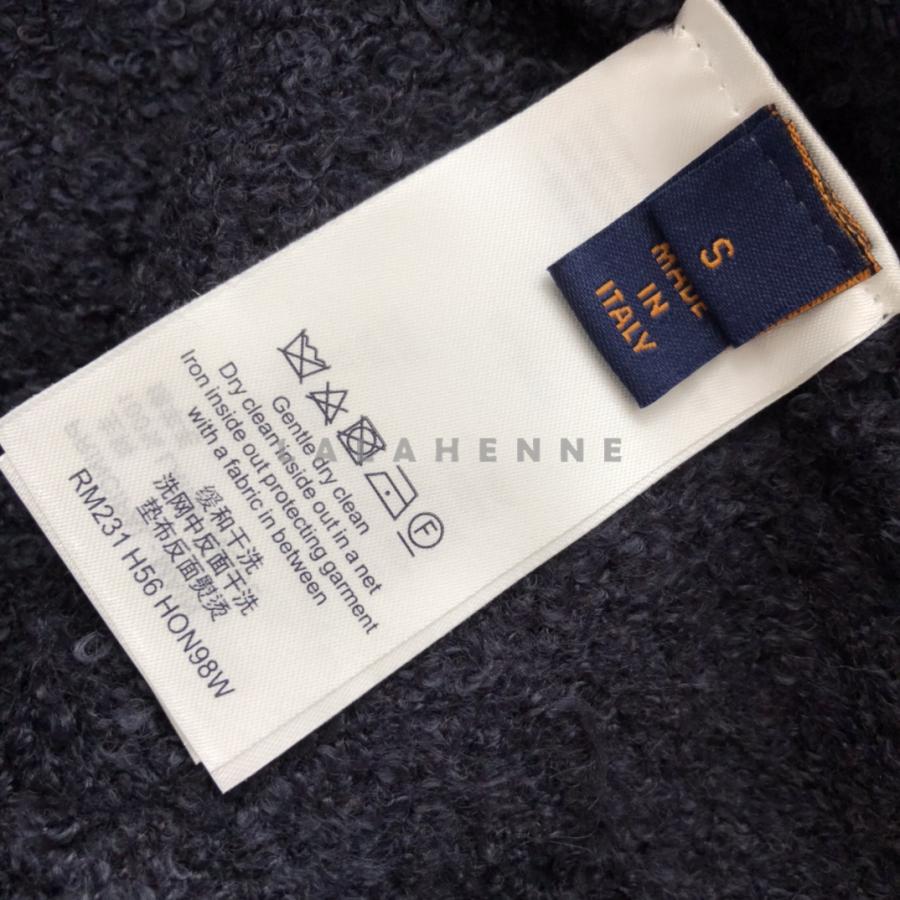 S
MADE
IN
ITALY
F
Gentle dry clean
Dry clean inside out in a net
Iron inside out protecting garment
with a fabric in between
缓和干洗
洗网中反面干洗
垫布反面熨烫
RM231 H56 HON98W
AHENNE